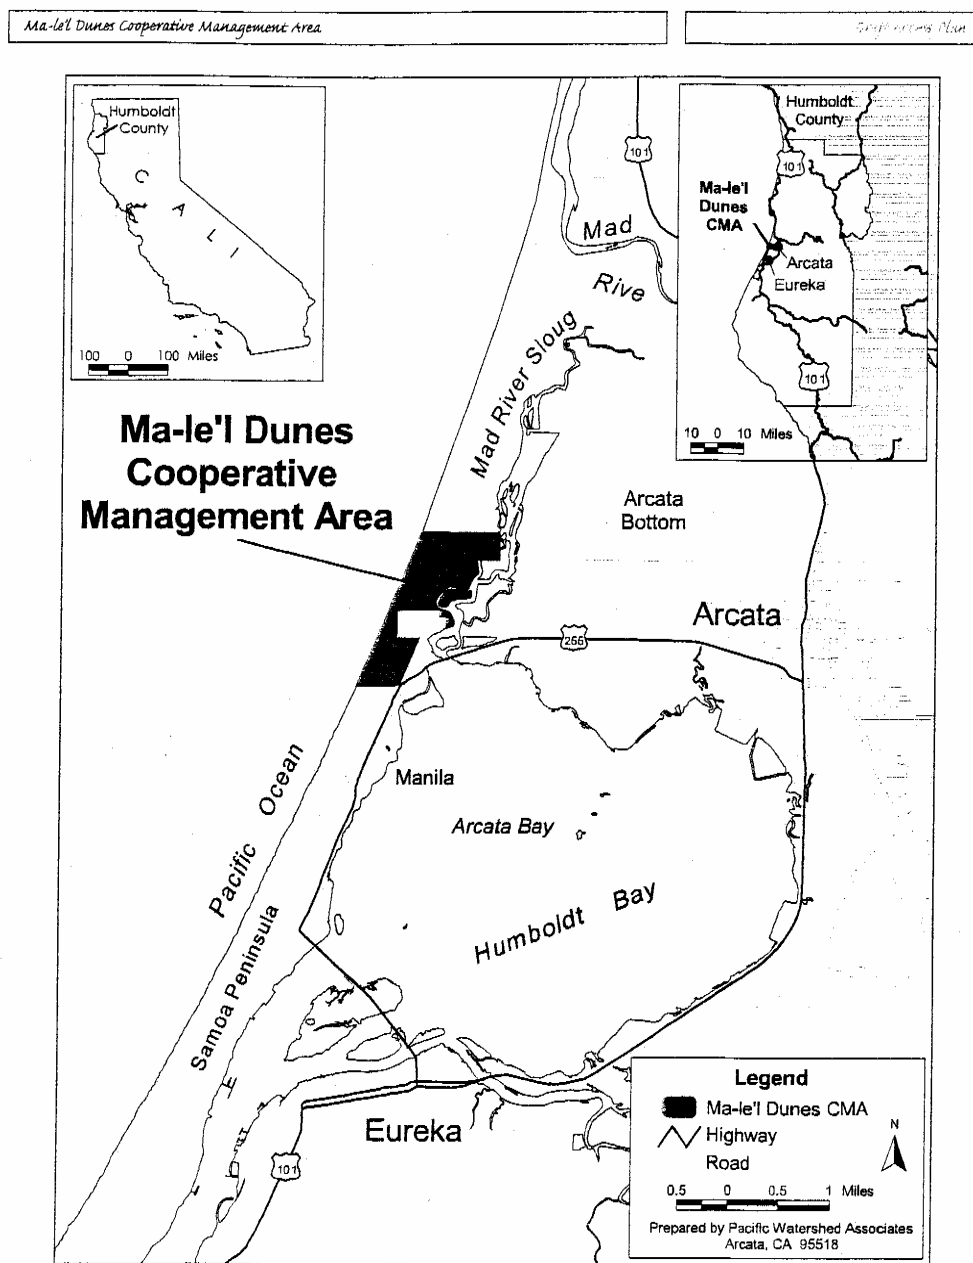 Ma-le'l Dunes Cooperative Management Area
Plan
Humboldt
County
C
A
L
I
100 0 100 Miles
Humboldt
County
101
Ma-le'l
Dunes
CMA
Arcata
Eureka
101
10 0 10 Miles
101
Mad
Rive
Mad River Sloug
Ma-le'l Dunes
Cooperative
Management Area
Arcata
Bottom
Arcata
255
Manila
Arcata Bay
Humboldt Bay
Pacific Ocean
Samoa Peninsula
Eureka
101
Legend
Ma-le'l Dunes CMA
Highway
Road
N
0.5 0 0.5 1 Miles
Prepared by Pacific Watershed Associates
Arcata, CA 95518